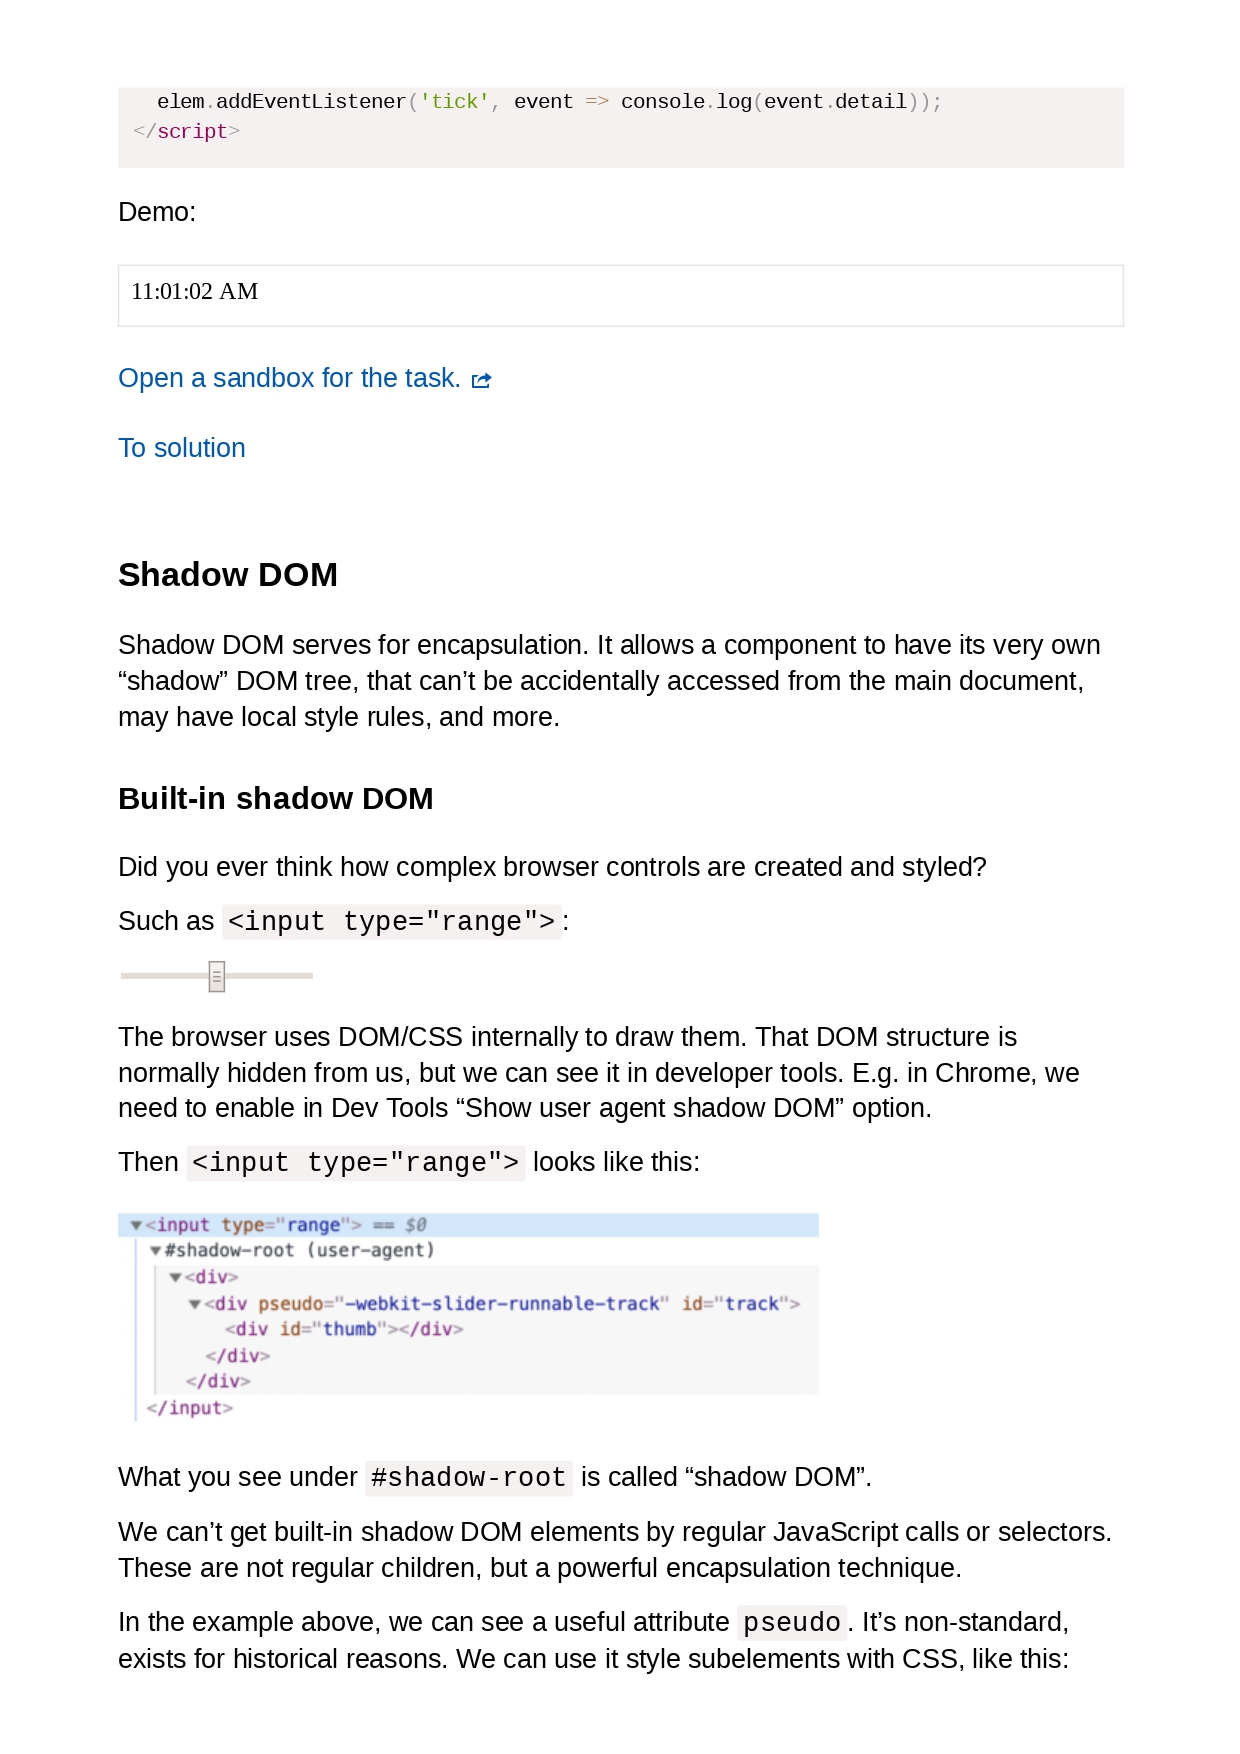 elem.addEventListener('tick', event => console.log(event.detail));
</script>
Demo:
11:01:02 AM
Open a sandbox for the task.
To solution
Shadow DOM
Shadow DOM serves for encapsulation. It allows a component to have its very own
“shadow” DOM tree, that can’t be accidentally accessed from the main document,
may have local style rules, and more.
Built-in shadow DOM
Did you ever think how complex browser controls are created and styled?
Such as <input type="range">:
The browser uses DOM/CSS internally to draw them. That DOM structure is
normally hidden from us, but we can see it in developer tools. E.g. in Chrome, we
need to enable in Dev Tools “Show user agent shadow DOM” option.
Then <input type="range"> looks like this:
▼<input type="range"> == $0
▼#shadow-root (user-agent)
▼<div>
▼<div pseudo="-webkit-slider-runnable-track" id="track">
<div id="thumb"></div>
</div>
</div>
</input>
What you see under #shadow-root is called “shadow DOM”.
We can’t get built-in shadow DOM elements by regular JavaScript calls or selectors.
These are not regular children, but a powerful encapsulation technique.
In the example above, we can see a useful attribute pseudo. It’s non-standard,
exists for historical reasons. We can use it style subelements with CSS, like this: